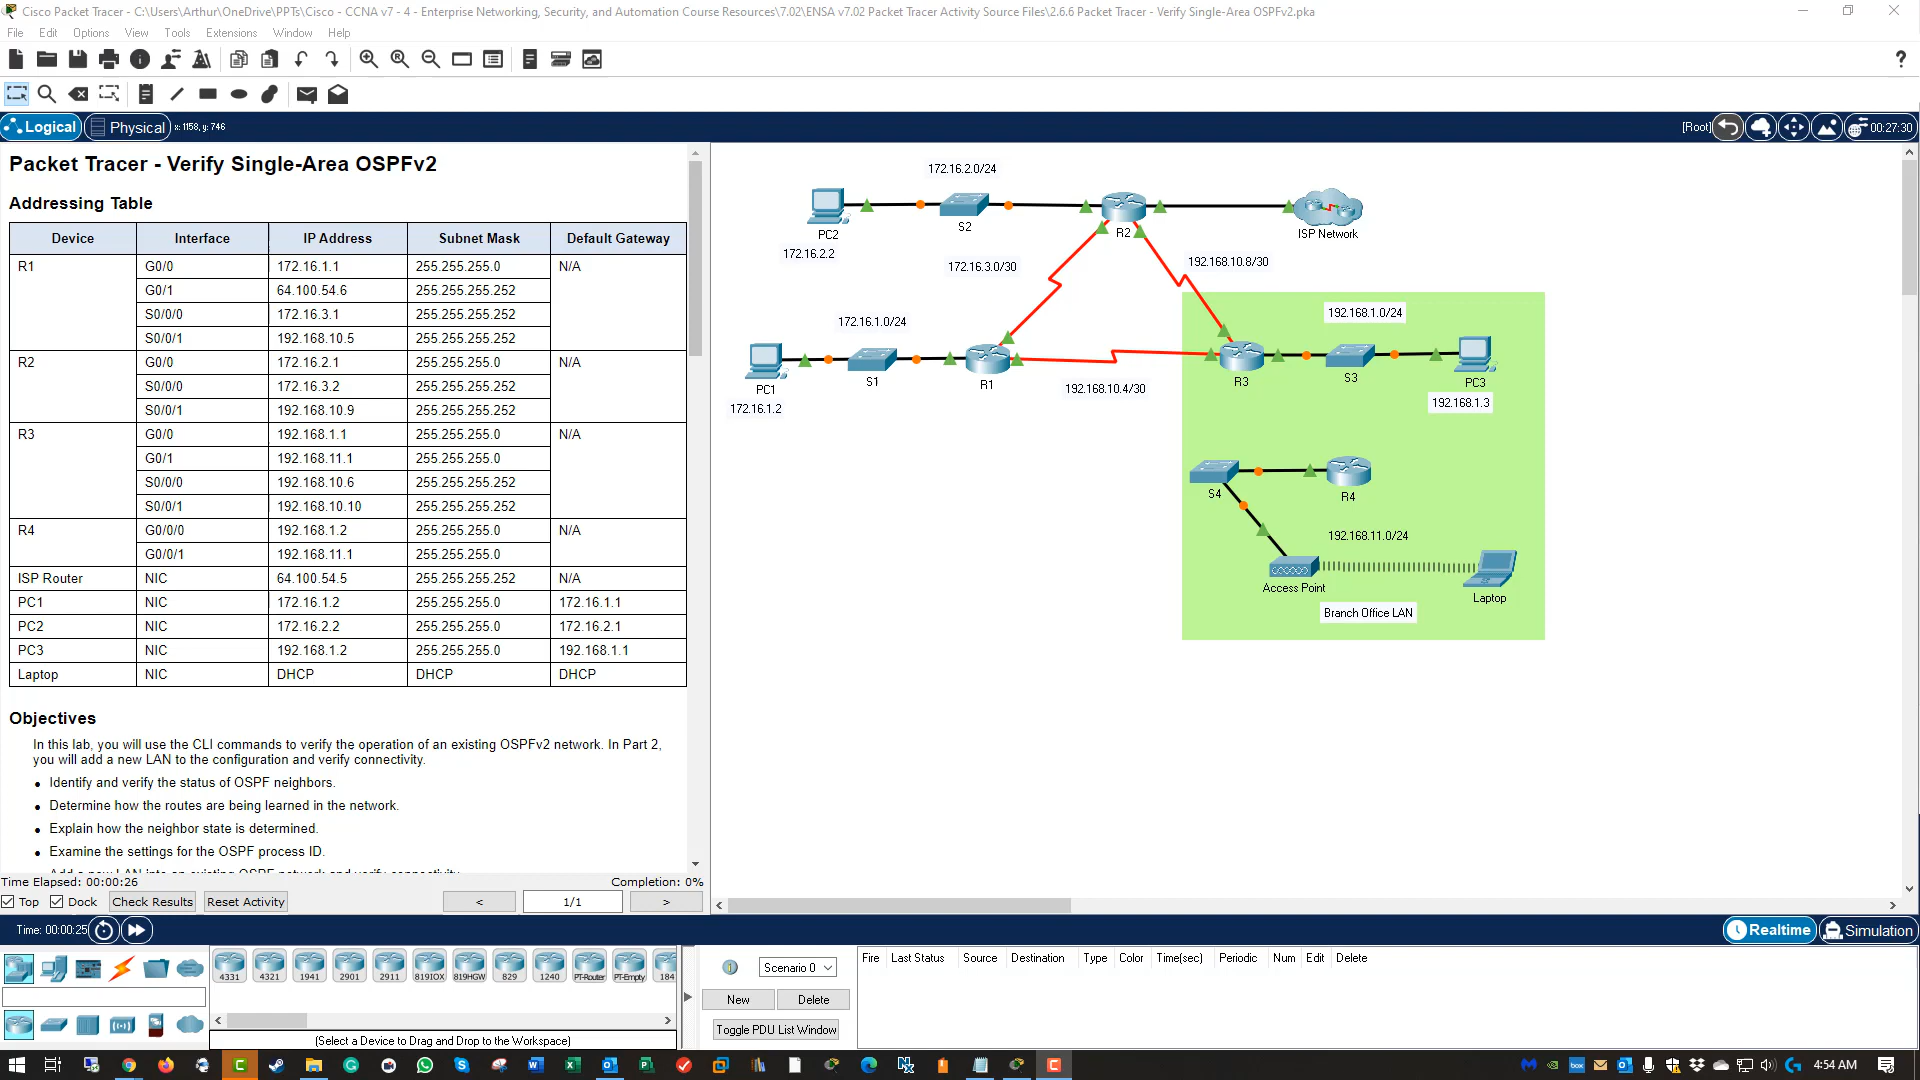 Cisco Packet Tracer - C:\Users\Arthur\OneDrive\PPTs\Cisco - CCNA v7 - 4 - Enterprise Networking, Security, and Automation Course Resources\7.02\ENSA v7.02 Packet Tracer Activity Source Files\2.6.6 Packet Tracer - Verify Single-Area OSPFv2.pka
File Edit Options View Tools Extensions Window Help
?
Logical Physical x: 1158, y: 746 [Root] 00:27:30
Packet Tracer - Verify Single-Area OSPFv2
Addressing Table
Device Interface IP Address Subnet Mask Default Gateway
R1 G0/0 172.16.1.1 255.255.255.0 N/A
G0/1 64.100.54.6 255.255.255.252
S0/0/0 172.16.3.1 255.255.255.252
S0/0/1 192.168.10.5 255.255.255.252
R2 G0/0 172.16.2.1 255.255.255.0 N/A
S0/0/0 172.16.3.2 255.255.255.252
S0/0/1 192.168.10.9 255.255.255.252
R3 G0/0 192.168.1.1 255.255.255.0 N/A
G0/1 192.168.11.1 255.255.255.0
S0/0/0 192.168.10.6 255.255.255.252
S0/0/1 192.168.10.10 255.255.255.252
R4 G0/0/0 192.168.1.2 255.255.255.0 N/A
G0/0/1 192.168.11.1 255.255.255.0
ISP Router NIC 64.100.54.5 255.255.255.252 N/A
PC1 NIC 172.16.1.2 255.255.255.0 172.16.1.1
PC2 NIC 172.16.2.2 255.255.255.0 172.16.2.1
PC3 NIC 192.168.1.2 255.255.255.0 192.168.1.1
Laptop NIC DHCP DHCP DHCP
Objectives
In this lab, you will use the CLI commands to verify the operation of an existing OSPFv2 network. In Part 2,
you will add a new LAN to the configuration and verify connectivity.
• Identify and verify the status of OSPF neighbors.
• Determine how the routes are being learned in the network.
• Explain how the neighbor state is determined.
• Examine the settings for the OSPF process ID.
Time Elapsed: 00:00:26 Completion: 0%
Top Dock Check Results Reset Activity < 1/1 >
172.16.2.0/24
PC2
172.16.2.2
S2
R2
ISP Network
172.16.3.0/30
192.168.10.8/30
172.16.1.0/24
192.168.1.0/24
PC1
172.16.1.2
S1
R1
192.168.10.4/30
R3
S3
PC3
192.168.1.3
S4
R4
192.168.11.0/24
Access Point
Laptop
Branch Office LAN
Time: 00:00:25 Realtime Simulation
4331 4321 1941 2901 2911 819IOX 819HGW 829 1240 PT-Router PT-Empty 184
(Select a Device to Drag and Drop to the Workspace)
Scenario 0
New Delete
Toggle PDU List Window
Fire Last Status Source Destination Type Color Time(sec) Periodic Num Edit Delete
4:54 AM